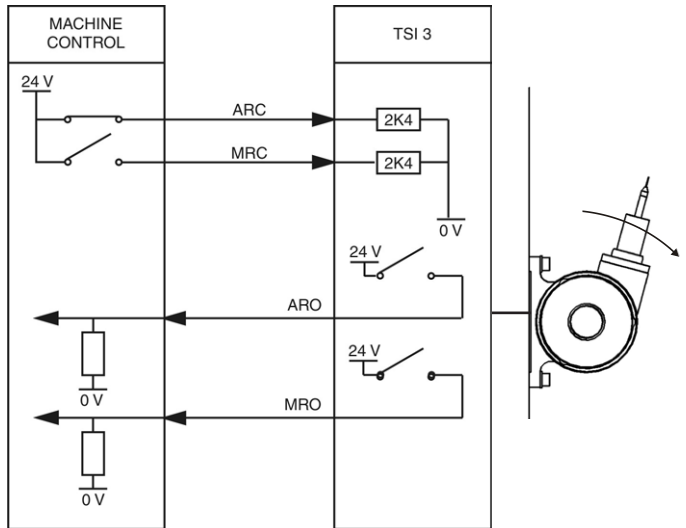 MACHINE
CONTROL
TSI 3
24 V
ARC
2K4
MRC
2K4
0 V
24 V
ARO
0 V
24 V
MRO
0 V